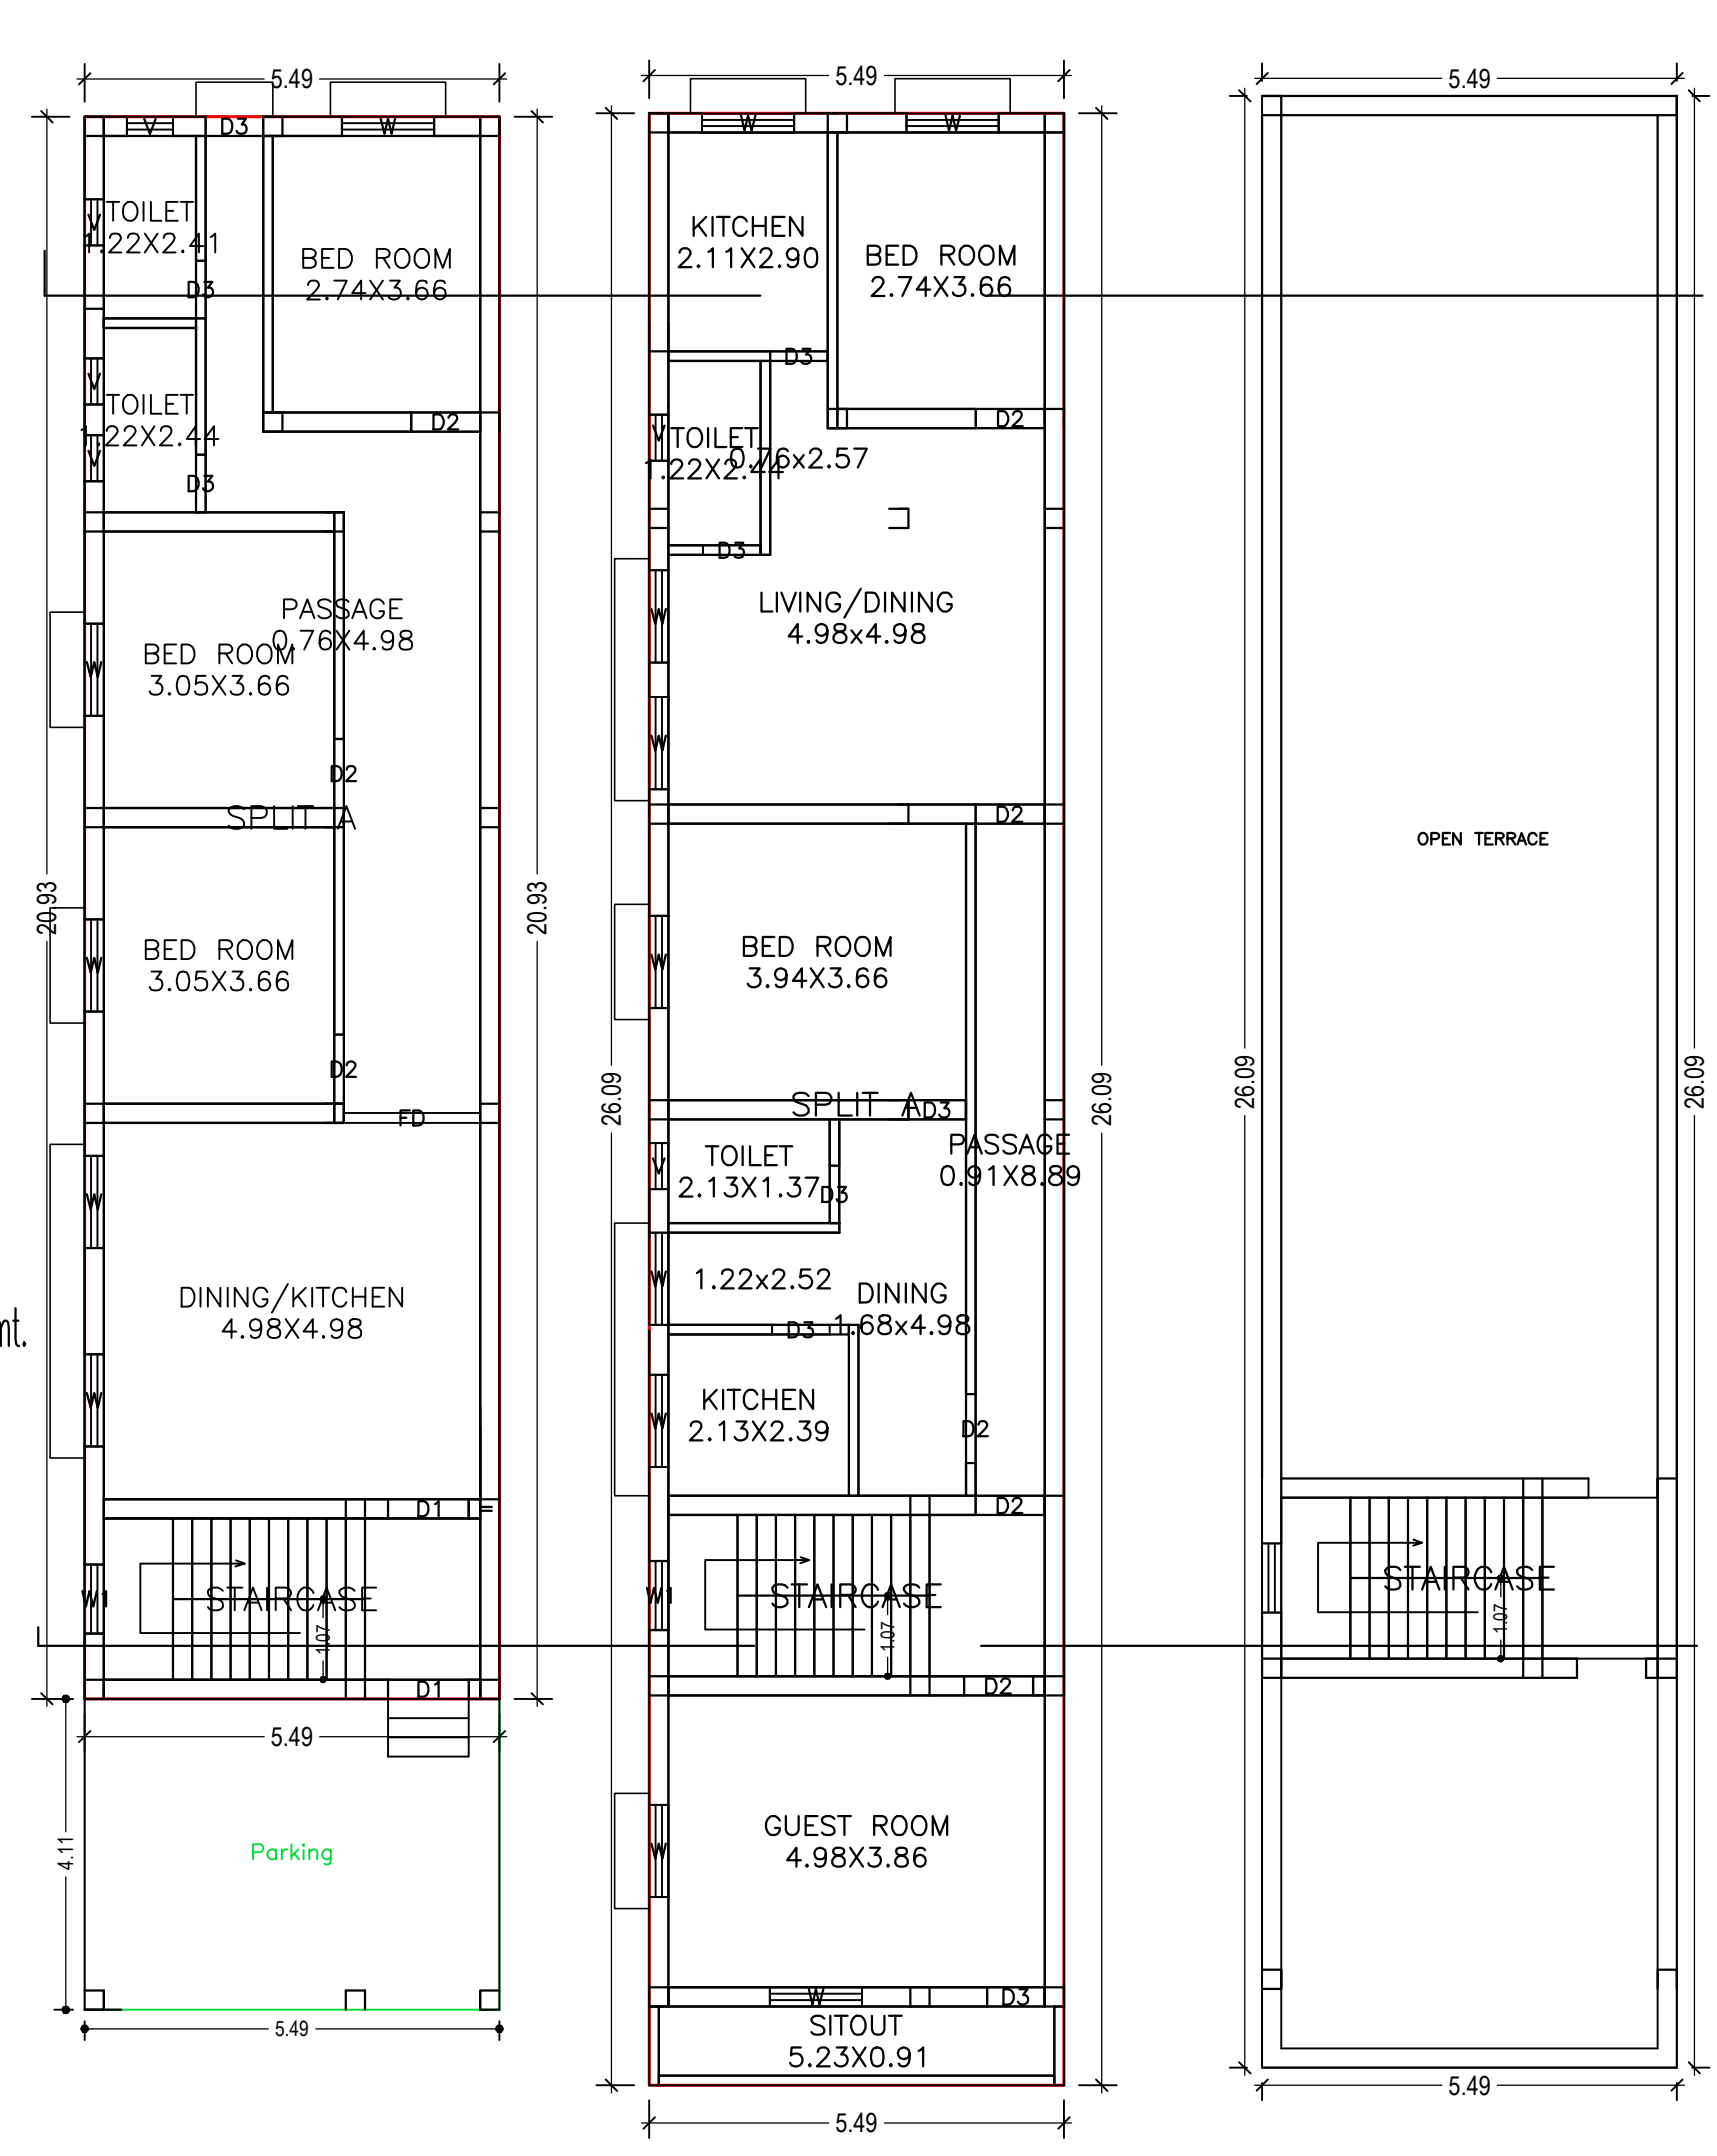 5.49
V
D3
W
TOILET
1.22X2.41
V
BED ROOM
2.74X3.66
D3
V
TOILET
1.22X2.44
V
D2
D3
PASSAGE
0.76X4.98
BED ROOM
3.05X3.66
W
D2
SPLIT A
20.93
20.93
BED ROOM
3.05X3.66
W
D2
FD
W
DINING/KITCHEN
4.98X4.98
mt.
W
D1
W1
STAIRCASE
1.07
D1
5.49
4.11
Parking
5.49
5.49
W
W
KITCHEN
2.11X2.90
BED ROOM
2.74X3.66
D3
D2
V
TOILET
1.22X2.44
0.76x2.57
D3
LIVING/DINING
4.98x4.98
W
W
D2
BED ROOM
3.94X3.66
W
26.09
26.09
SPLIT A
D3
V
TOILET
2.13X1.37
D3
PASSAGE
0.91X8.89
W
1.22x2.52
DINING
1.68x4.98
D3
KITCHEN
2.13X2.39
W
D2
D2
W1
STAIRCASE
1.07
D2
GUEST ROOM
4.98X3.86
W
W
D3
SITOUT
5.23X0.91
5.49
5.49
OPEN TERRACE
26.09
26.09
STAIRCASE
1.07
5.49